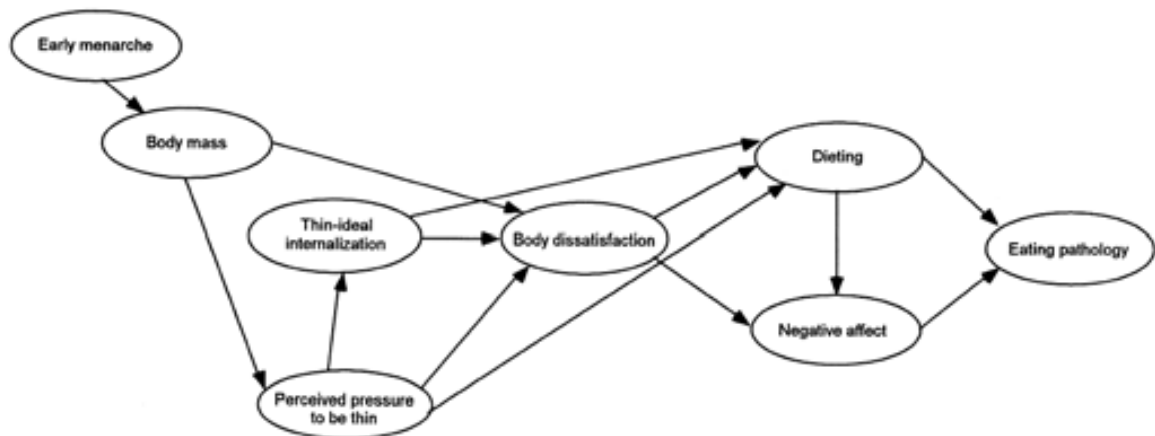 Early menarche
Body mass
Dieting
Thin-ideal
internalization
Body dissatisfaction
Eating pathology
Negative affect
Perceived pressure
to be thin